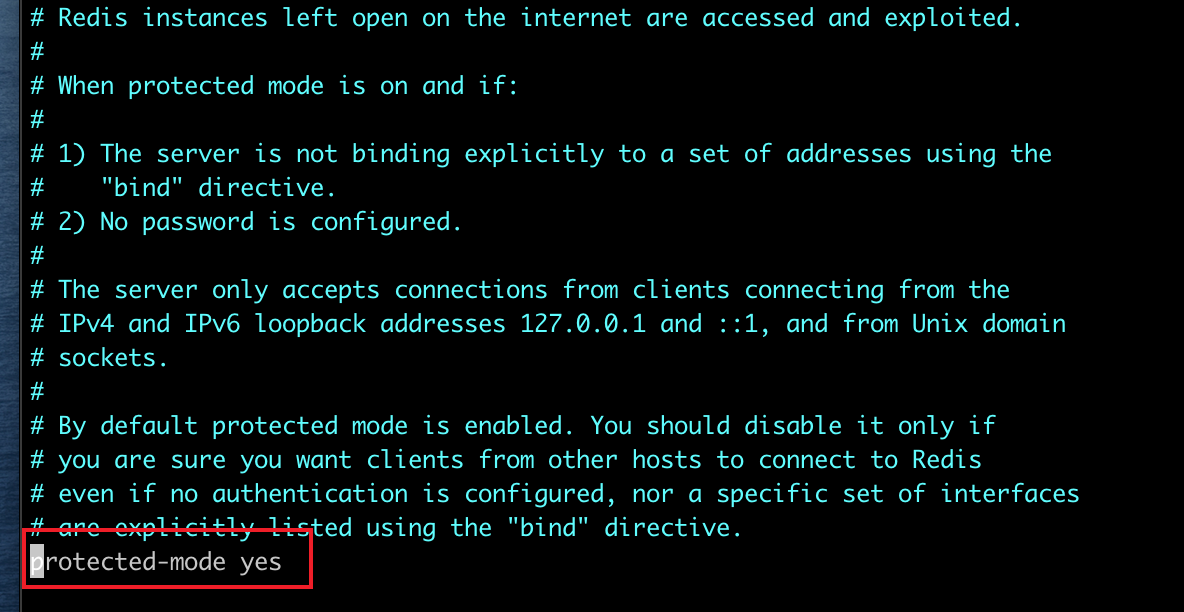 # Redis instances left open on the internet are accessed and exploited.
#
# When protected mode is on and if:
#
# 1) The server is not binding explicitly to a set of addresses using the
#    "bind" directive.
# 2) No password is configured.
#
# The server only accepts connections from clients connecting from the
# IPv4 and IPv6 loopback addresses 127.0.0.1 and ::1, and from Unix domain
# sockets.
#
# By default protected mode is enabled. You should disable it only if
# you are sure you want clients from other hosts to connect to Redis
# even if no authentication is configured, nor a specific set of interfaces
# are explicitly listed using the "bind" directive.
protected-mode yes